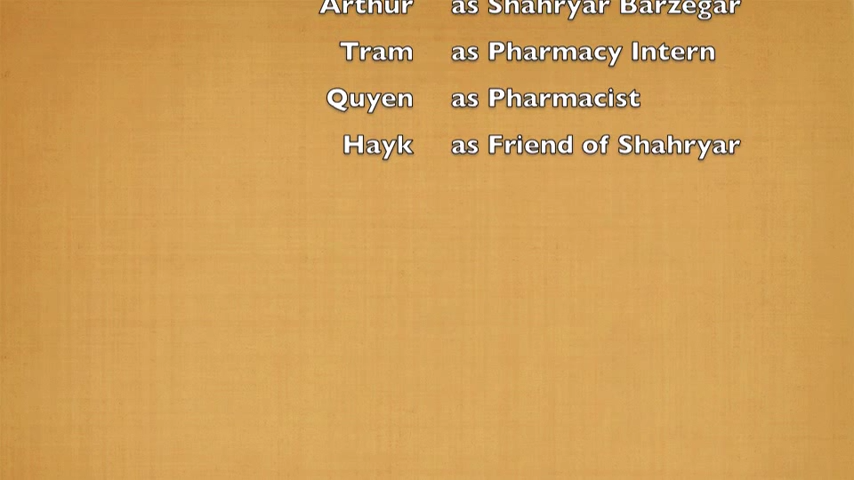 Arthur as Shahryar Barzegar
Tram as Pharmacy Intern
Quyen as Pharmacist
Hayk as Friend of Shahryar